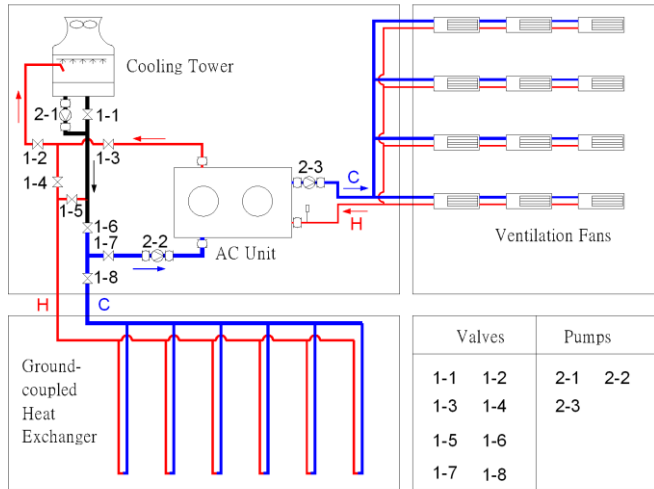 Cooling Tower
2-1
1-1
1-2
1-3
2-3
1-4
C
1-5
1-6
H
1-7
2-2
AC Unit
Ventilation Fans
1-8
H
C
Ground-
coupled
Heat
Exchanger
Valves
Pumps
1-1 1-2
2-1 2-2
1-3 1-4
2-3
1-5 1-6
1-7 1-8